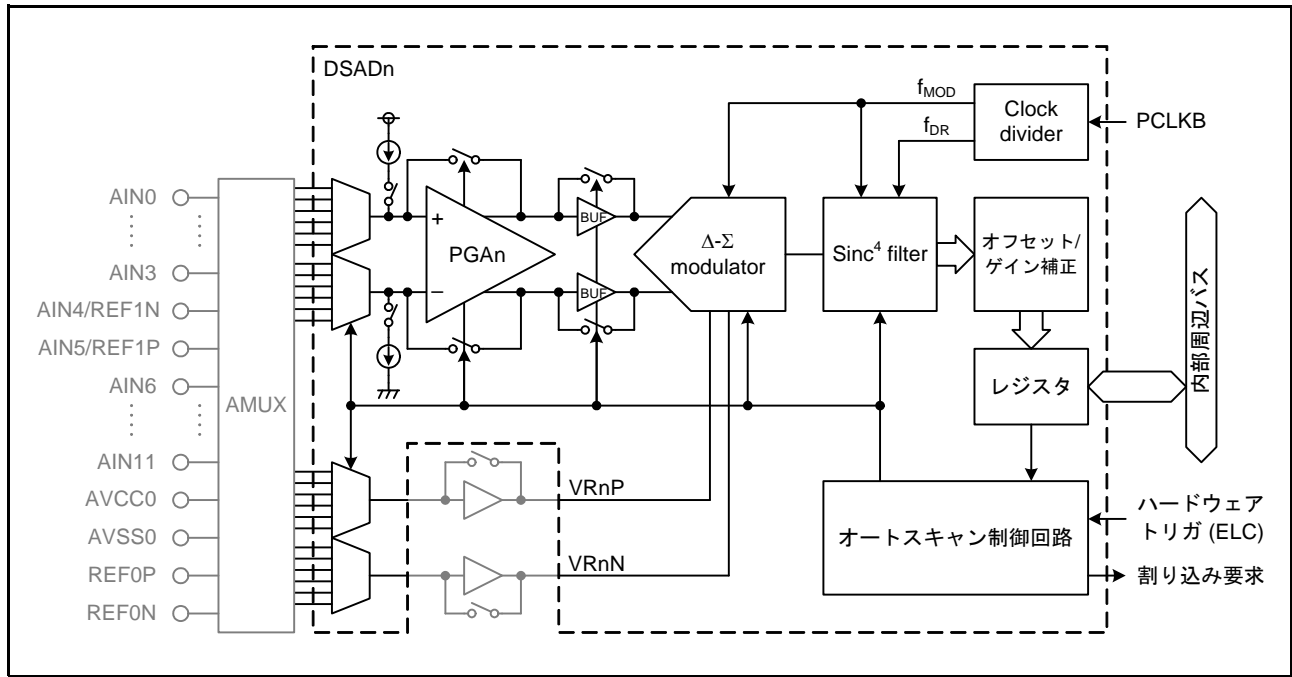 DSADn
fMOD
fDR
Clock
divider
PCLKB
AIN0
AIN3
AIN4/REF1N
AIN5/REF1P
AIN6
AIN11
AVCC0
AVSS0
REF0P
REF0N
AMUX
+
PGAn
−
BUF
BUF
Δ-Σ
modulator
Sinc⁴ filter
オフセット/
ゲイン補正
レジスタ
内部周辺バス
VRnP
VRnN
オートスキャン制御回路
ハードウェア
トリガ (ELC)
割り込み要求